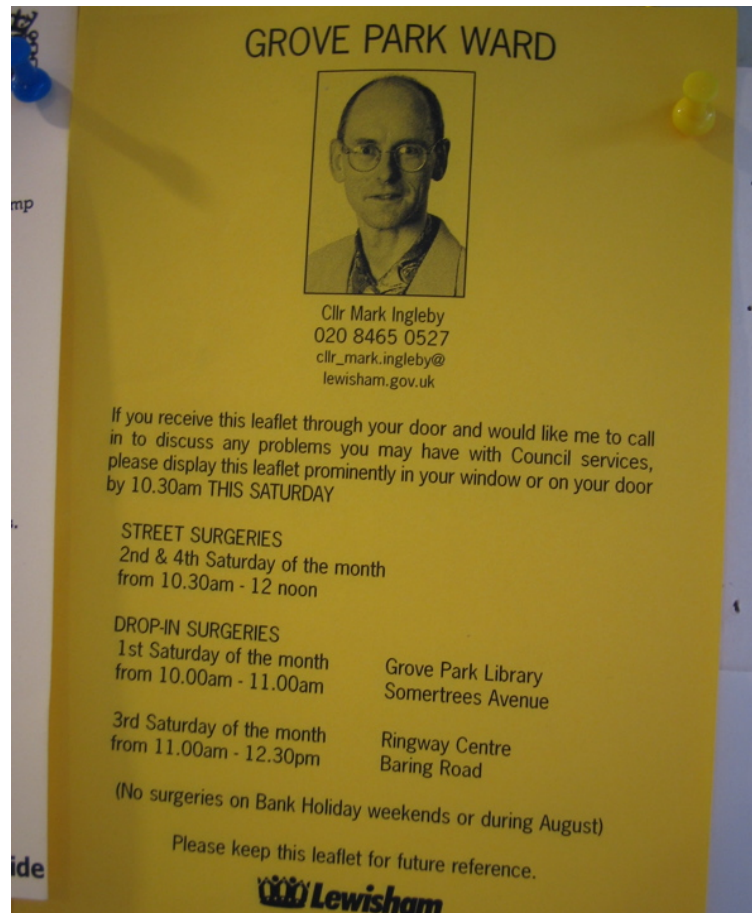 GROVE PARK WARD
Cllr Mark Ingleby
020 8465 0527
cllr_mark.ingleby@
lewisham.gov.uk
If you receive this leaflet through your door and would like me to call
in to discuss any problems you may have with Council services,
please display this leaflet prominently in your window or on your door
by 10.30am THIS SATURDAY
STREET SURGERIES
2nd & 4th Saturday of the month
from 10.30am - 12 noon
DROP-IN SURGERIES
1st Saturday of the month
from 10.00am - 11.00am
Grove Park Library
Somertrees Avenue
3rd Saturday of the month
from 11.00am - 12.30pm
Ringway Centre
Baring Road
(No surgeries on Bank Holiday weekends or during August)
Please keep this leaflet for future reference.
Lewisham
mp
ide